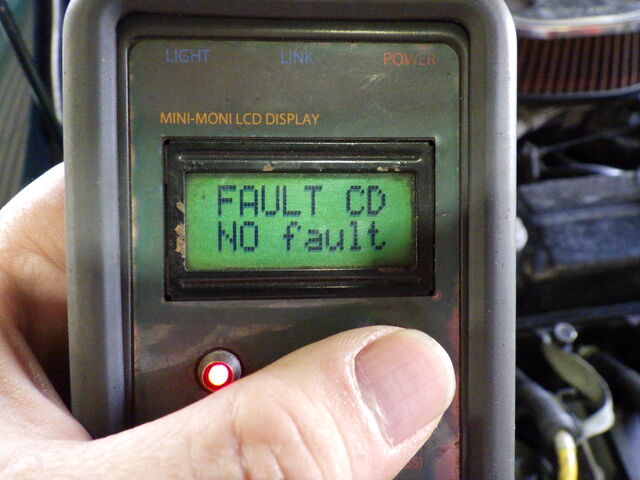 LIGHT LINK POWER
MINI-MONI LCD DISPLAY
FAULT CD
NO fault